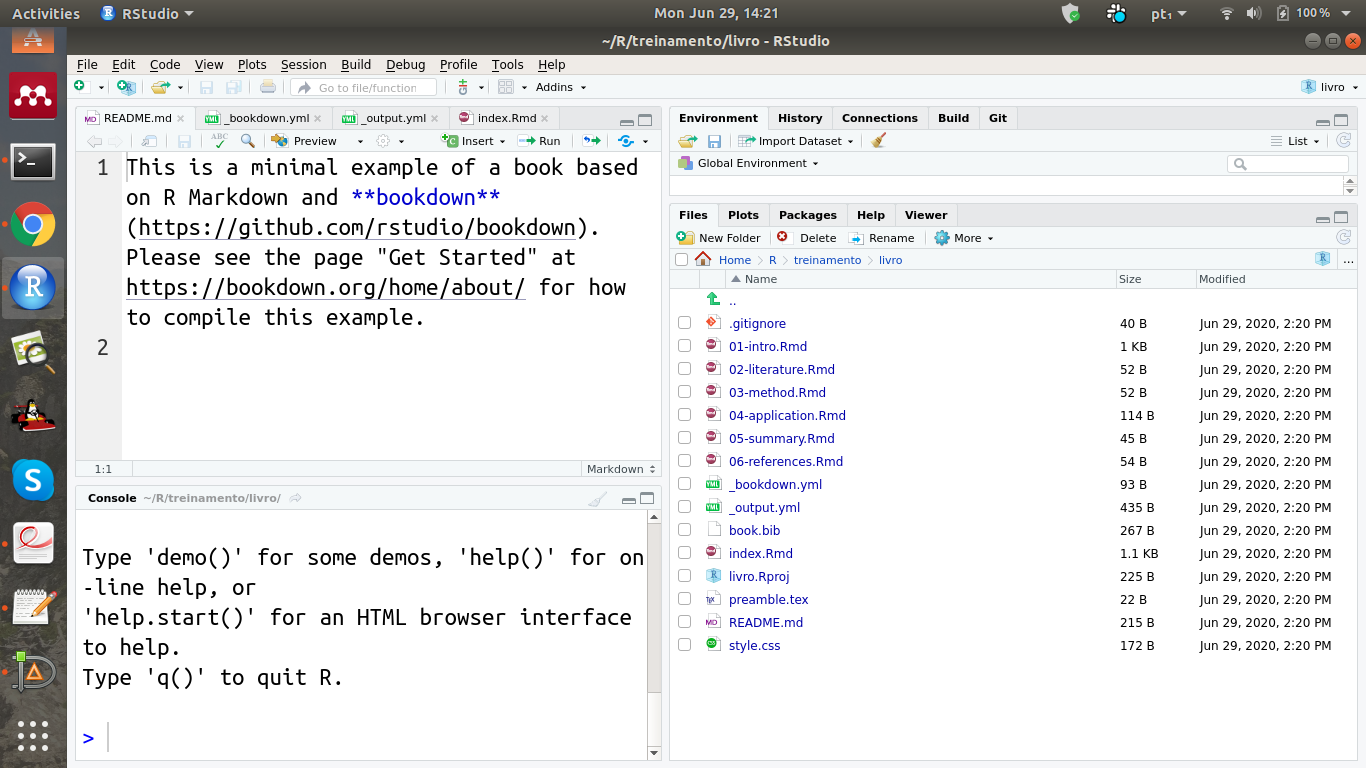 Activities RStudio Mon Jun 29, 14:21 pt₁ 100 %
~/R/treinamento/livro - RStudio
File Edit Code View Plots Session Build Debug Profile Tools Help
Go to file/function Addins livro
README.md _bookdown.yml _output.yml index.Rmd
ABC Preview Insert Run
1 This is a minimal example of a book based
on R Markdown and **bookdown**
(https://github.com/rstudio/bookdown).
Please see the page "Get Started" at
https://bookdown.org/home/about/ for how
to compile this example.
2
1:1 Markdown
Console ~/R/treinamento/livro/
Type 'demo()' for some demos, 'help()' for on
-line help, or
'help.start()' for an HTML browser interface
to help.
Type 'q()' to quit R.
>
Environment History Connections Build Git
Import Dataset List
Global Environment
Files Plots Packages Help Viewer
New Folder Delete Rename More
Home R treinamento livro ...
Name Size Modified
..
.gitignore 40 B Jun 29, 2020, 2:20 PM
01-intro.Rmd 1 KB Jun 29, 2020, 2:20 PM
02-literature.Rmd 52 B Jun 29, 2020, 2:20 PM
03-method.Rmd 52 B Jun 29, 2020, 2:20 PM
04-application.Rmd 114 B Jun 29, 2020, 2:20 PM
05-summary.Rmd 45 B Jun 29, 2020, 2:20 PM
06-references.Rmd 54 B Jun 29, 2020, 2:20 PM
_bookdown.yml 93 B Jun 29, 2020, 2:20 PM
_output.yml 435 B Jun 29, 2020, 2:20 PM
book.bib 267 B Jun 29, 2020, 2:20 PM
index.Rmd 1.1 KB Jun 29, 2020, 2:20 PM
livro.Rproj 225 B Jun 29, 2020, 2:20 PM
preamble.tex 22 B Jun 29, 2020, 2:20 PM
README.md 215 B Jun 29, 2020, 2:20 PM
style.css 172 B Jun 29, 2020, 2:20 PM